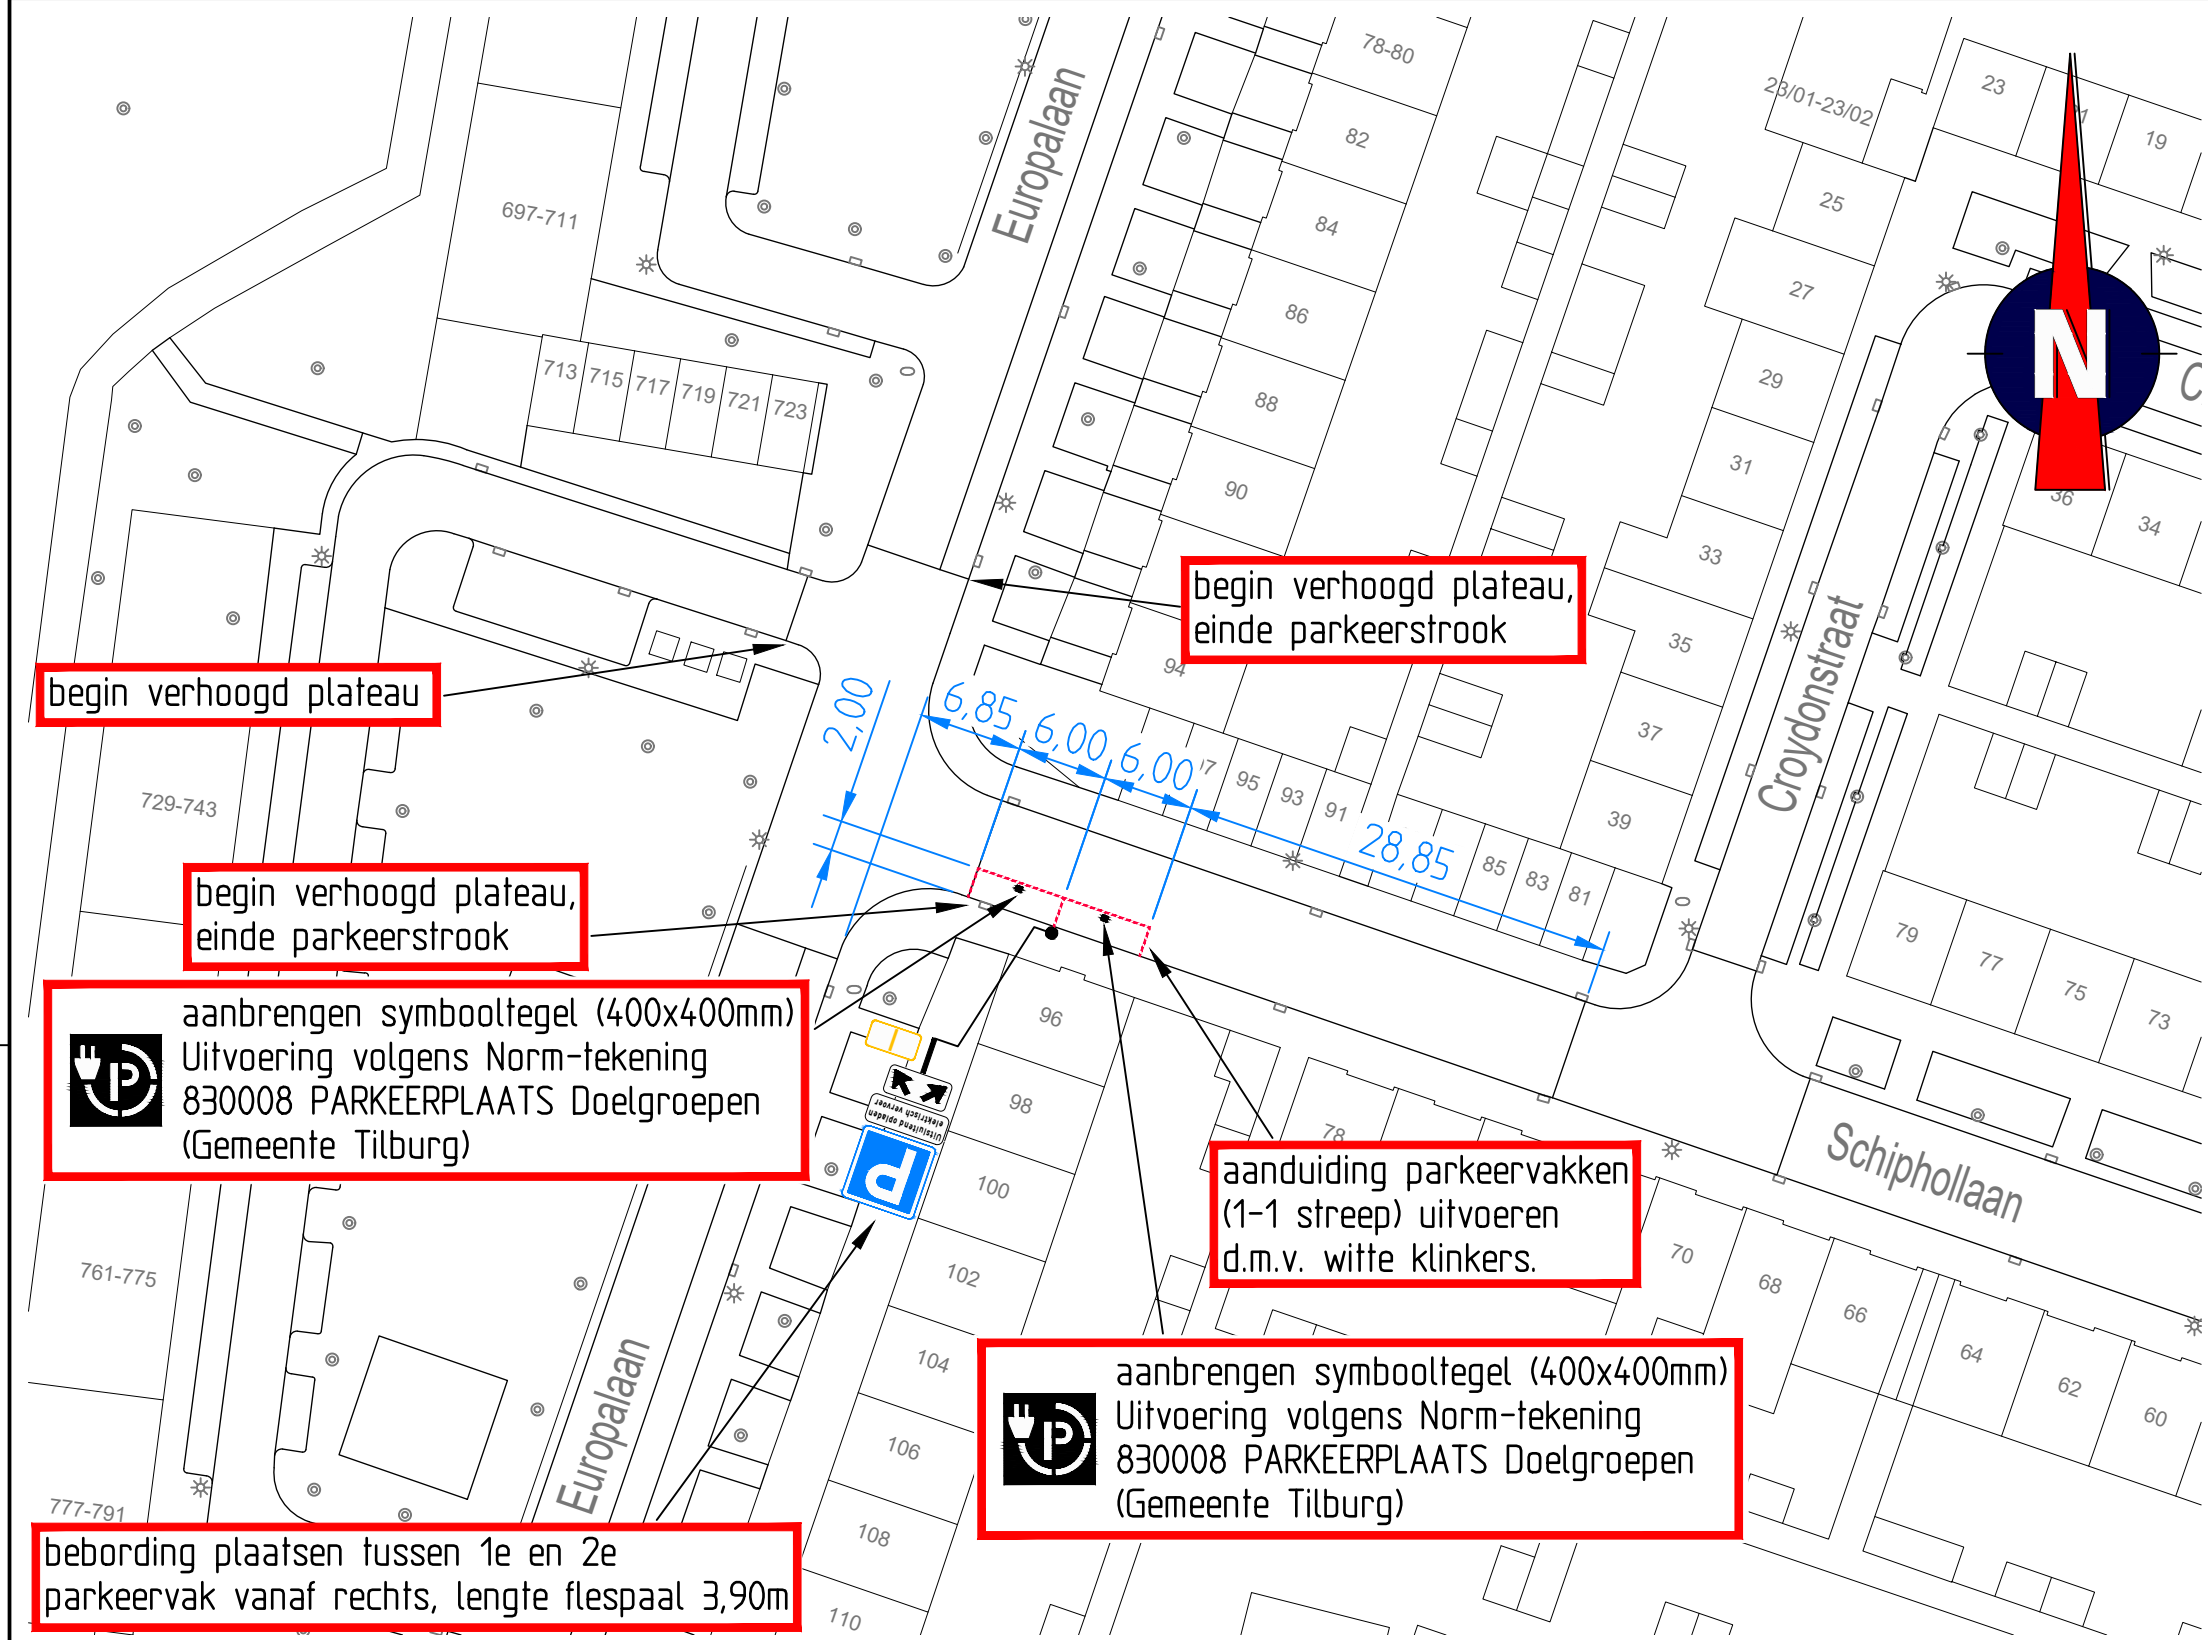 Europalaan
78-80
82
84
86
88
90
94
23/01-23/02
23
19
25
27
29
31
33
35
37
39
N
36
34
697-711
713 715 717 719 721 723
begin verhoogd plateau,
einde parkeerstrook
begin verhoogd plateau
2,00
6,85 6,00 6,00
28,85
95 93 91
85 83 81
Croydonstraat
79 77 75 73
729-743
begin verhoogd plateau,
einde parkeerstrook
P
aanbrengen symbooltegel (400x400mm)
Uitvoering volgens Norm-tekening
830008 PARKEERPLAATS Doelgroepen
(Gemeente Tilburg)
Uitsluitend opladen
elektrisch vervoer
P
96
98
100
102
104
106
108
110
78
70
68
66
64
62
60
Schiphollaan
aanduiding parkeervakken
(1-1 streep) uitvoeren
d.m.v. witte klinkers.
P
aanbrengen symbooltegel (400x400mm)
Uitvoering volgens Norm-tekening
830008 PARKEERPLAATS Doelgroepen
(Gemeente Tilburg)
761-775
777-791
Europalaan
bebording plaatsen tussen 1e en 2e
parkeervak vanaf rechts, lengte flespaal 3,90m